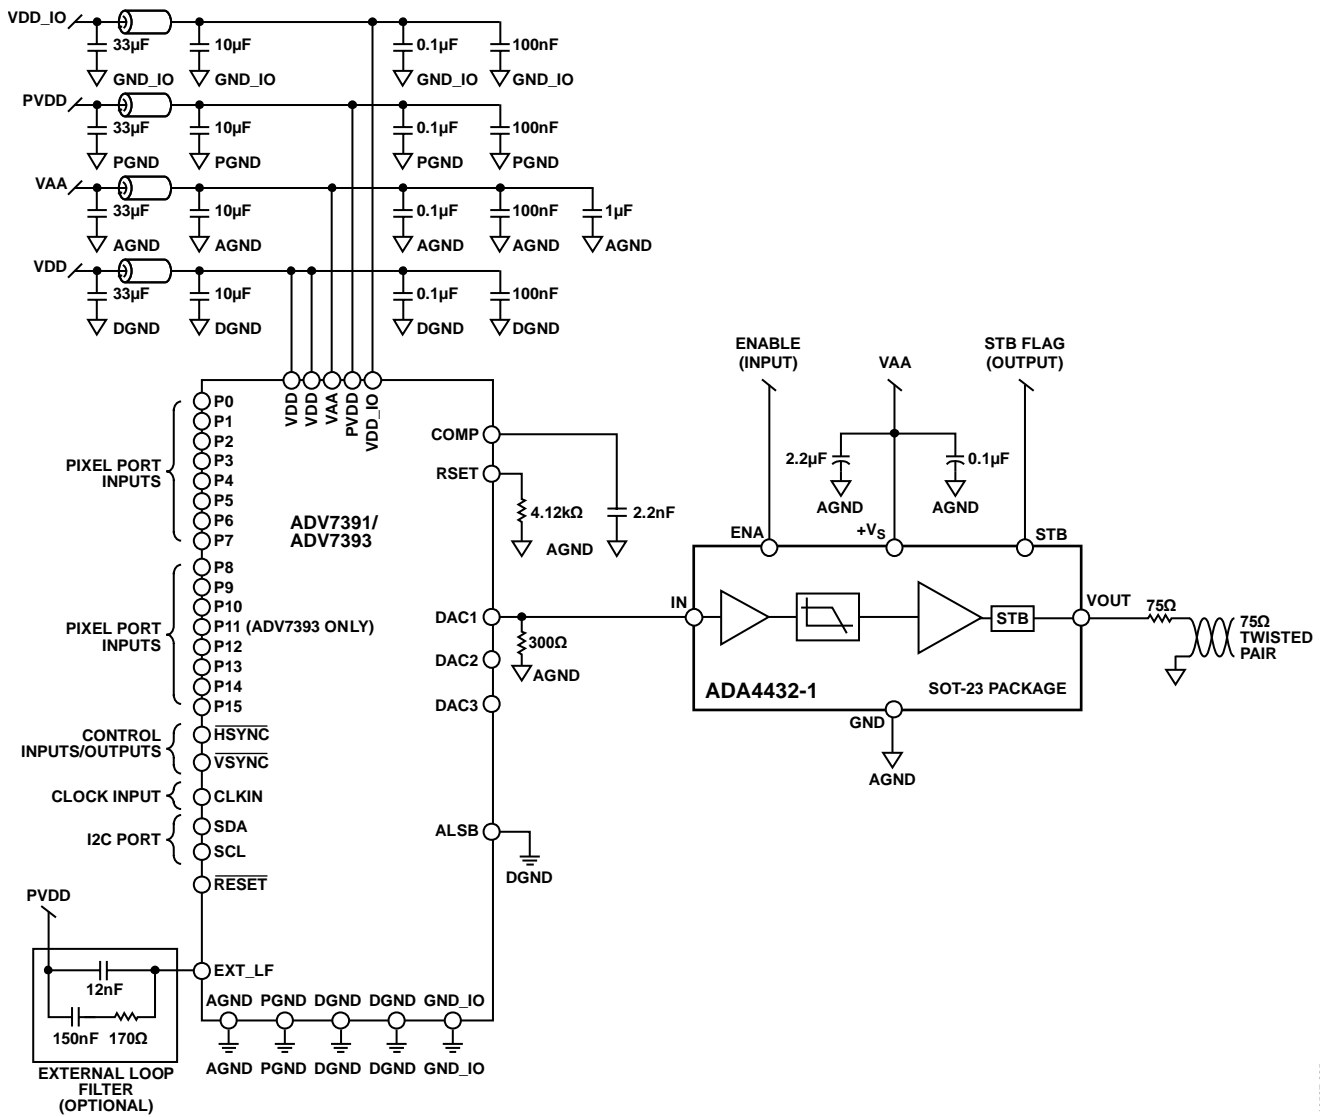 VDD_IO
33µF
10µF
0.1µF
100nF
GND_IO
GND_IO
GND_IO
GND_IO
PVDD
33µF
10µF
0.1µF
100nF
PGND
PGND
PGND
PGND
VAA
33µF
10µF
0.1µF
100nF
1µF
AGND
AGND
AGND
AGND
AGND
VDD
33µF
10µF
0.1µF
100nF
DGND
DGND
DGND
DGND
VDD
VDD
VAA
PVDD
VDD_IO
PIXEL PORT
INPUTS
P0
P1
P2
P3
P4
P5
P6
P7
ADV7391/
ADV7393
PIXEL PORT
INPUTS
P8
P9
P10
P11 (ADV7393 ONLY)
P12
P13
P14
P15
CONTROL
INPUTS/OUTPUTS
HSYNC
VSYNC
CLOCK INPUT
CLKIN
I2C PORT
SDA
SCL
RESET
PVDD
EXT_LF
12nF
150nF
170Ω
EXTERNAL LOOP
FILTER
(OPTIONAL)
AGND
PGND
DGND
DGND
GND_IO
AGND
PGND
DGND
DGND
GND_IO
COMP
RSET
4.12kΩ
2.2nF
AGND
DAC1
300Ω
AGND
DAC2
DAC3
ALSB
DGND
ENABLE
(INPUT)
VAA
STB FLAG
(OUTPUT)
2.2µF
0.1µF
AGND
AGND
ENA
+VS
STB
IN
STB
VOUT
75Ω
75Ω
TWISTED
PAIR
ADA4432-1
SOT-23 PACKAGE
GND
AGND